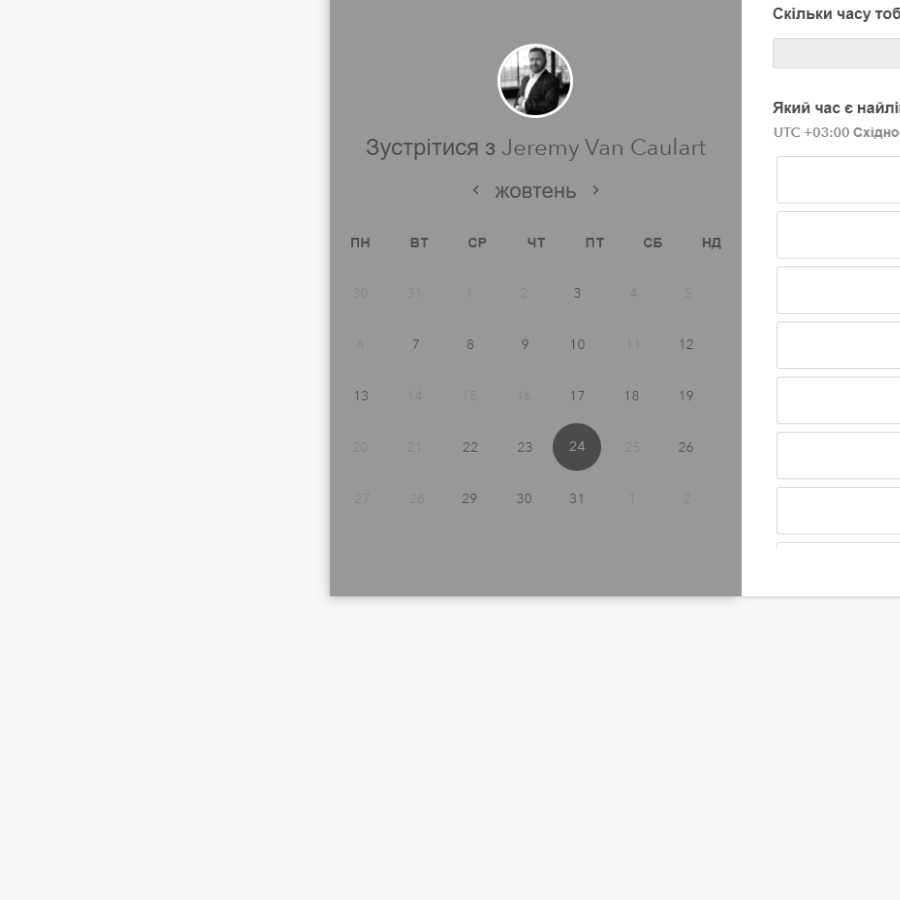 Скільки часу тоб
Який час є найлі
UTC +03:00 Східно
Зустрітися з Jeremy Van Caulart
жовтень
ПН ВТ СР ЧТ ПТ СБ НД
30 31 1 2 3 4 5
6 7 8 9 10 11 12
13 14 15 16 17 18 19
20 21 22 23 24 25 26
27 28 29 30 31 1 2